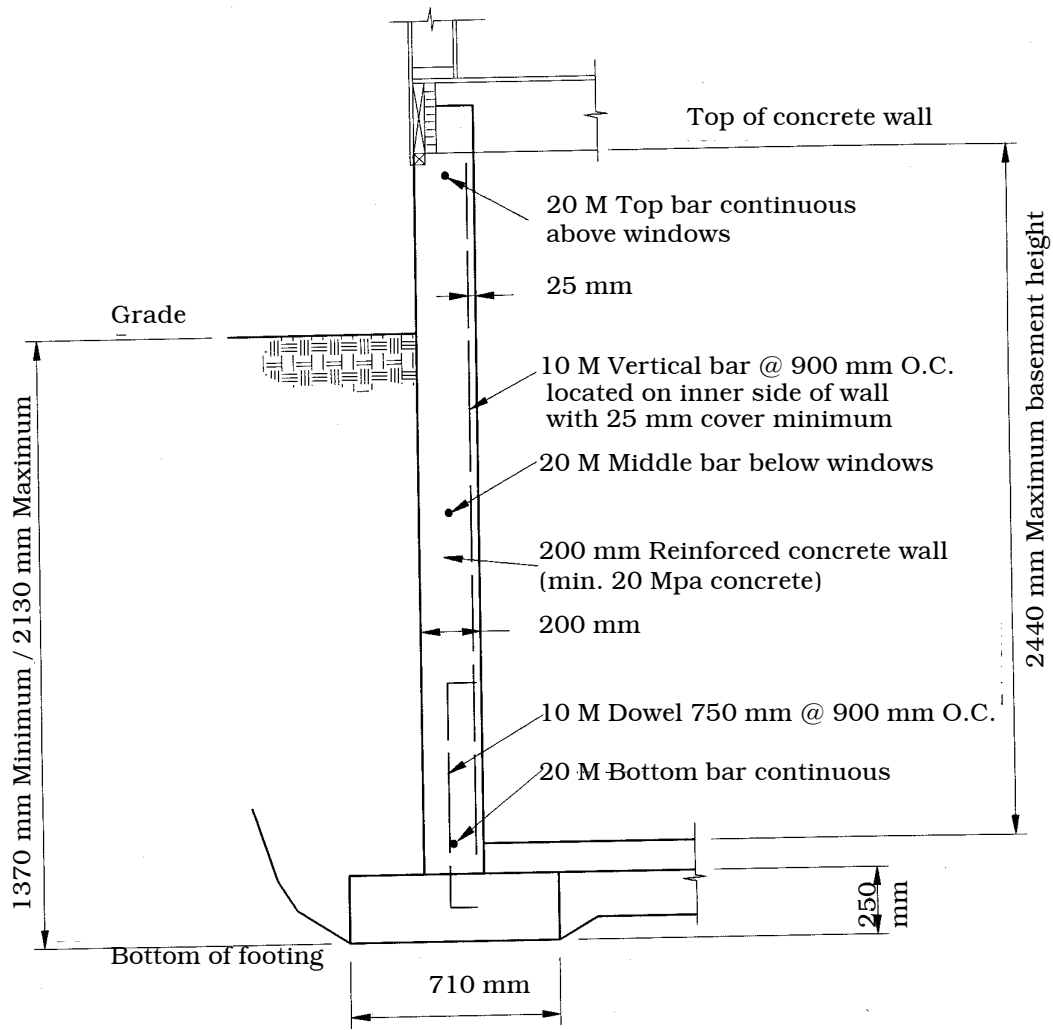 Top of concrete wall
20 M Top bar continuous
above windows
25 mm
Grade
10 M Vertical bar @ 900 mm O.C.
located on inner side of wall
with 25 mm cover minimum
20 M Middle bar below windows
200 mm Reinforced concrete wall
(min. 20 Mpa concrete)
200 mm
10 M Dowel 750 mm @ 900 mm O.C.
20 M Bottom bar continuous
1370 mm Minimum / 2130 mm Maximum
2440 mm Maximum basement height
250
mm
Bottom of footing
710 mm